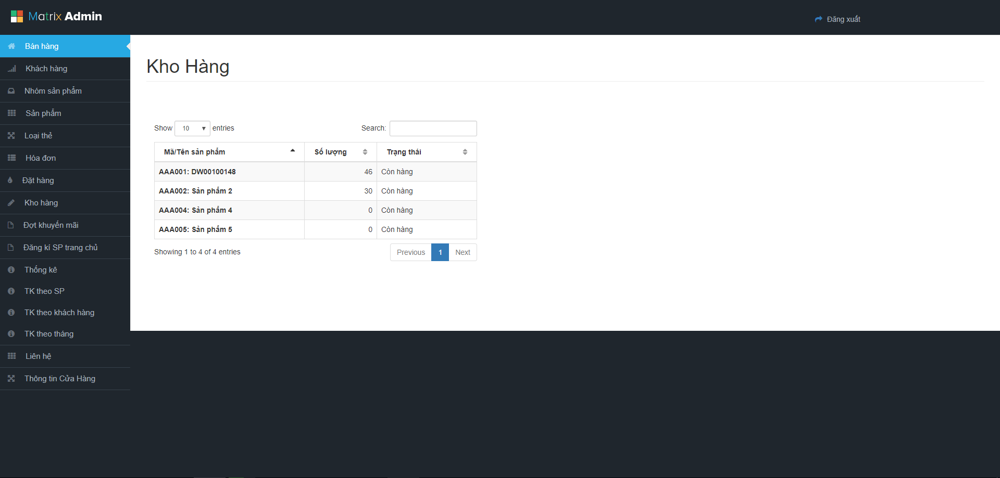 Matrix Admin
Đăng xuất
Bán hàng
Khách hàng
Nhóm sản phẩm
Sản phẩm
Loại thẻ
Hóa đơn
Đặt hàng
Kho hàng
Đợt khuyến mãi
Đăng kí SP trang chủ
Thống kê
TK theo SP
TK theo khách hàng
TK theo tháng
Liên hệ
Thông tin Cửa Hàng
Kho Hàng
Show 10 entries Search:
Mã/Tên sản phẩm Số lượng Trạng thái
AAA001: DW00100148 46 Còn hàng
AAA002: Sản phẩm 2 30 Còn hàng
AAA004: Sản phẩm 4 0 Còn hàng
AAA005: Sản phẩm 5 0 Còn hàng
Showing 1 to 4 of 4 entries Previous 1 Next